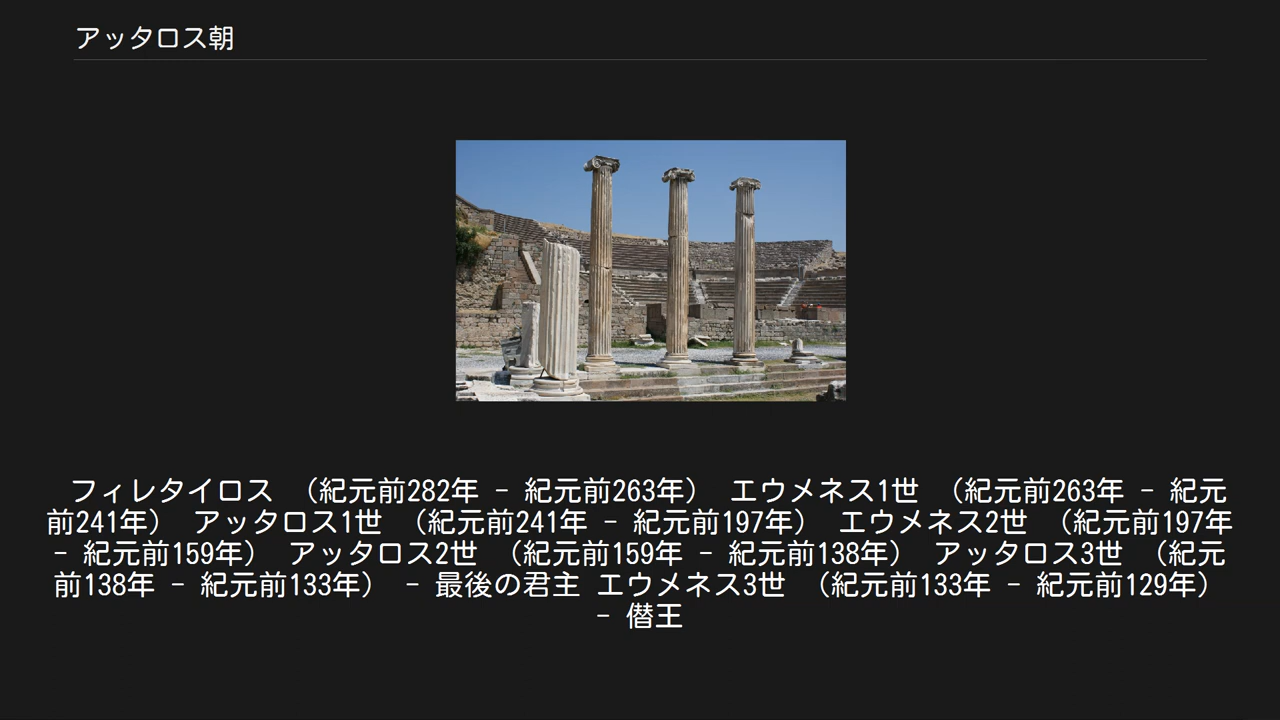 アッタロス朝
フィレタイロス （紀元前282年 - 紀元前263年） エウメネス1世 （紀元前263年 - 紀元
前241年） アッタロス1世 （紀元前241年 - 紀元前197年） エウメネス2世 （紀元前197年
- 紀元前159年） アッタロス2世 （紀元前159年 - 紀元前138年） アッタロス3世 （紀元
前138年 - 紀元前133年） - 最後の君主 エウメネス3世 （紀元前133年 - 紀元前129年）
- 僭王